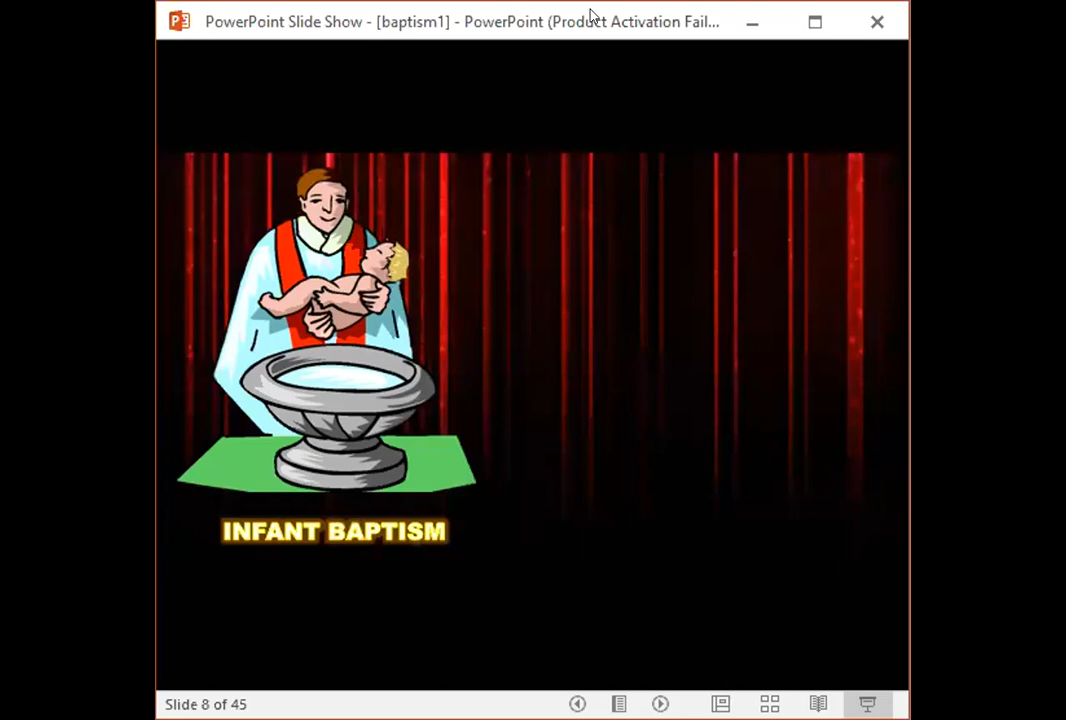 PowerPoint Slide Show - [baptism1] - PowerPoint (Product Activation Fail...
INFANT BAPTISM
Slide 8 of 45